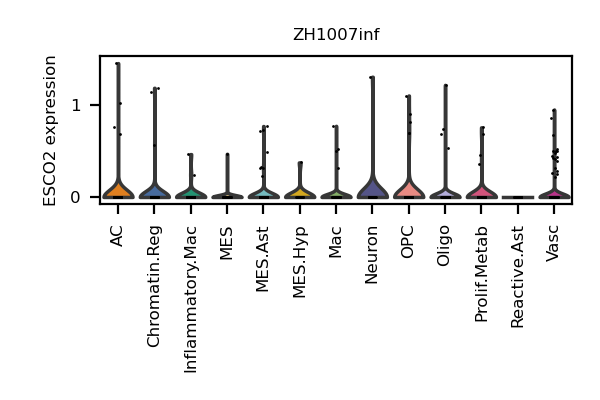 ZH1007inf
ESCO2 expression
1
0
AC
Chromatin.Reg
Inflammatory.Mac
MES
MES.Ast
MES.Hyp
Mac
Neuron
OPC
Oligo
Prolif.Metab
Reactive.Ast
Vasc